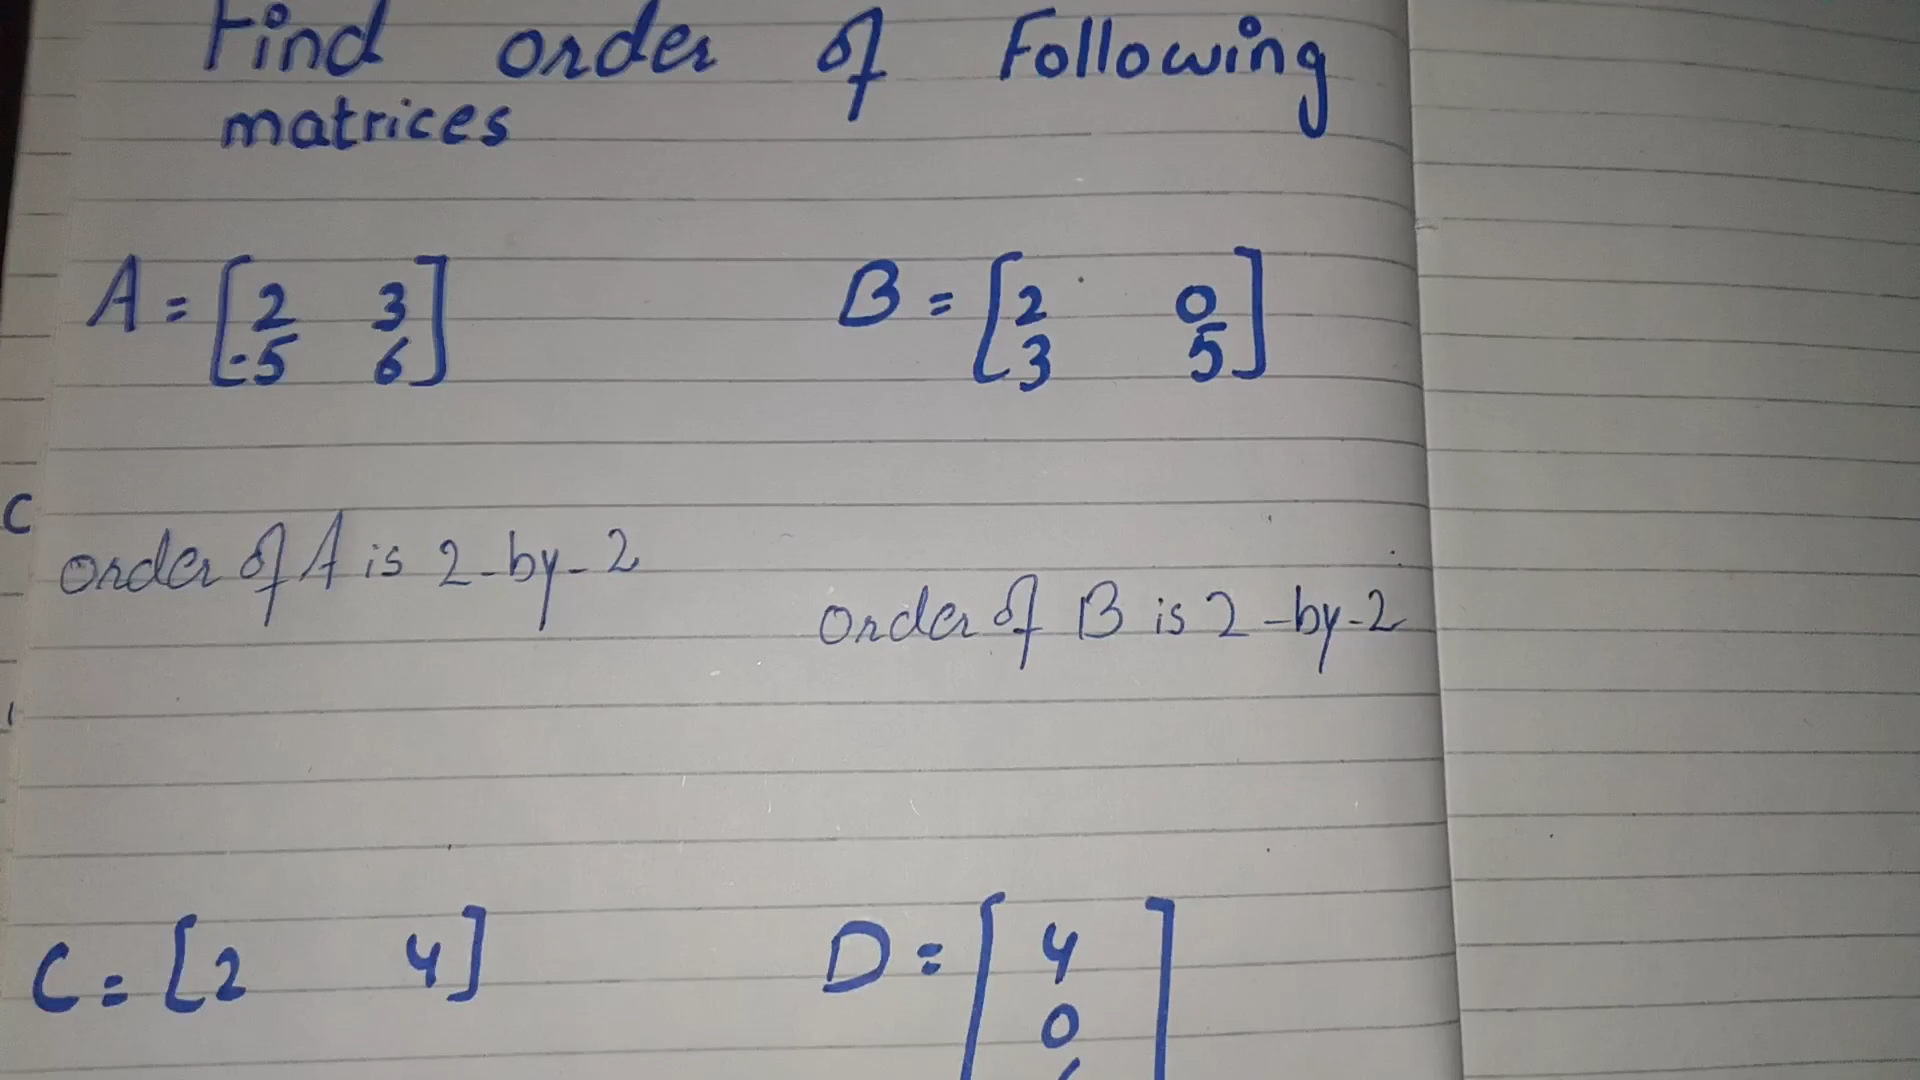 Find order of Following
matrices
A = [2 3
-5 6]
B = [2 0
3 5]
C
order of A is 2-by-2
order of B is 2-by-2
C = [2 4]
D = [4
0